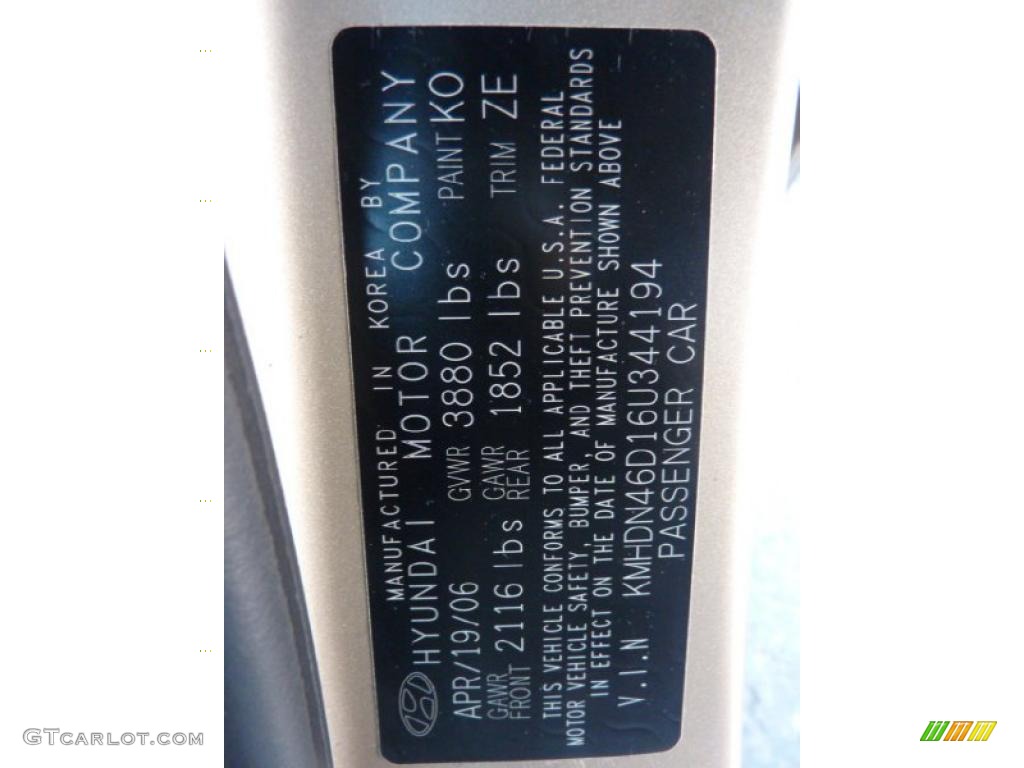 MANUFACTURED IN KOREA BY
HYUNDAI MOTOR COMPANY
APR/19/06 GVWR 3880 lbs PAINT KO
GAWR FRONT 2116 lbs GAWR REAR 1852 lbs TRIM ZE
THIS VEHICLE CONFORMS TO ALL APPLICABLE U.S.A. FEDERAL
MOTOR VEHICLE SAFETY, BUMPER, AND THEFT PREVENTION STANDARDS
IN EFFECT ON THE DATE OF MANUFACTURE SHOWN ABOVE
V.I.N KMHDN46D16U344194
PASSENGER CAR
GTCARLOT.COM